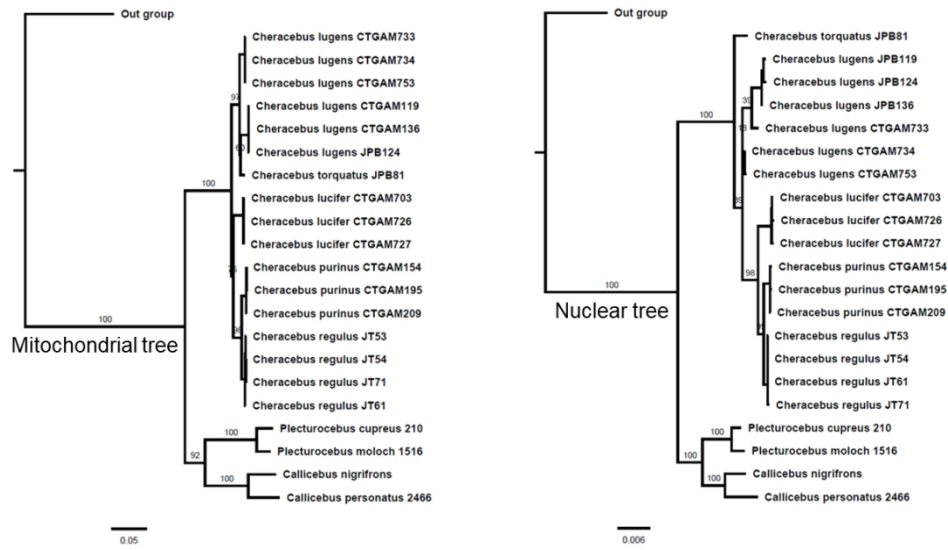 Out group
Cheracebus lugens CTGAM733
Cheracebus lugens CTGAM734
Cheracebus lugens CTGAM753
97
Cheracebus lugens CTGAM119
Cheracebus lugens CTGAM136
Cheracebus lugens JPB124
Cheracebus torquatus JPB81
100
Cheracebus lucifer CTGAM703
Cheracebus lucifer CTGAM726
Cheracebus lucifer CTGAM727
Cheracebus purinus CTGAM154
Cheracebus purinus CTGAM195
Cheracebus purinus CTGAM209
100
Mitochondrial tree
Cheracebus regulus JT53
Cheracebus regulus JT54
Cheracebus regulus JT71
Cheracebus regulus JT61
Plecturocebus cupreus 210
100
Plecturocebus moloch 1516
92
Callicebus nigrifrons
100
Callicebus personatus 2466
0.05
Out group
Cheracebus torquatus JPB81
Cheracebus lugens JPB119
Cheracebus lugens JPB124
39
Cheracebus lugens JPB136
100
Cheracebus lugens CTGAM733
Cheracebus lugens CTGAM734
Cheracebus lugens CTGAM753
Cheracebus lucifer CTGAM703
Cheracebus lucifer CTGAM726
Cheracebus lucifer CTGAM727
Cheracebus purinus CTGAM154
98
Cheracebus purinus CTGAM195
100
Cheracebus purinus CTGAM209
Nuclear tree
Cheracebus regulus JT53
Cheracebus regulus JT54
Cheracebus regulus JT61
Cheracebus regulus JT71
Plecturocebus cupreus 210
100
Plecturocebus moloch 1516
100
Callicebus nigrifrons
100
Callicebus personatus 2466
0.006